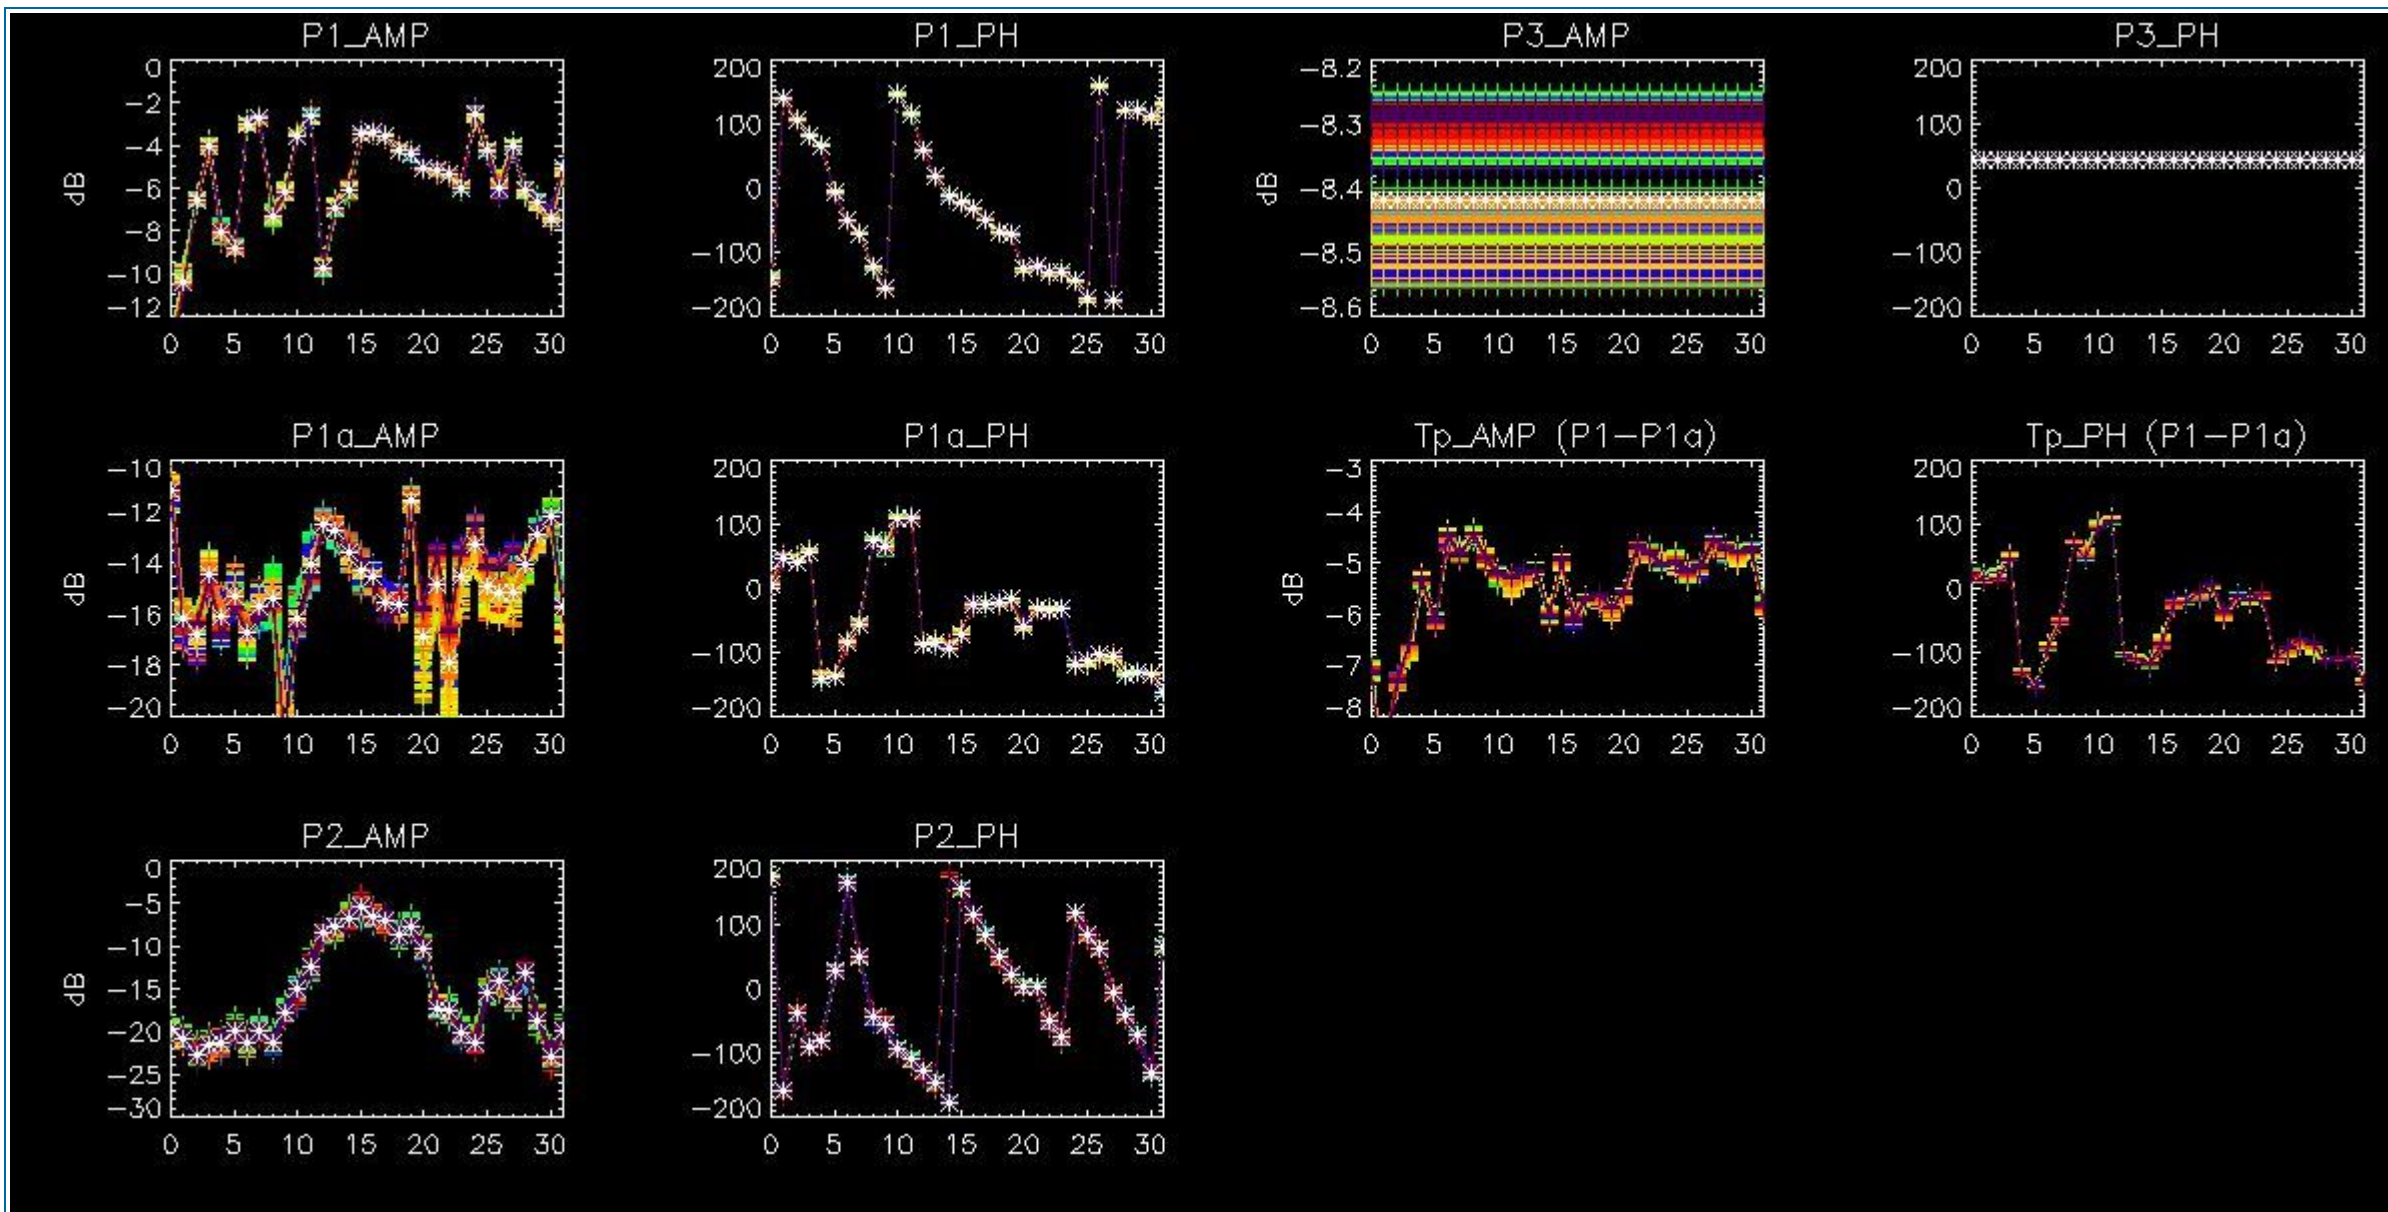 P1_AMP P1_PH P3_AMP P3_PH
0 200 −8.2 200
−2
100 −8.3 100
−4
dB −6 0 dB −8.4 0
−8
−100 −8.5 −100
−10
−12 −200 −8.6 −200
0 5 10 15 20 25 30 0 5 10 15 20 25 30 0 5 10 15 20 25 30 0 5 10 15 20 25 30
P1a_AMP P1a_PH Tp_AMP (P1−P1a) Tp_PH (P1−P1a)
−10 200 −3 200
−12 100 −4 100
−14
dB 0 dB −5 0
−16 −6
−18 −100 −7 −100
−20 −200 −8 −200
0 5 10 15 20 25 30 0 5 10 15 20 25 30 0 5 10 15 20 25 30 0 5 10 15 20 25 30
P2_AMP P2_PH
0 200
−5
100
−10
dB −15 0
−20
−100
−25
−30 −200
0 5 10 15 20 25 30 0 5 10 15 20 25 30